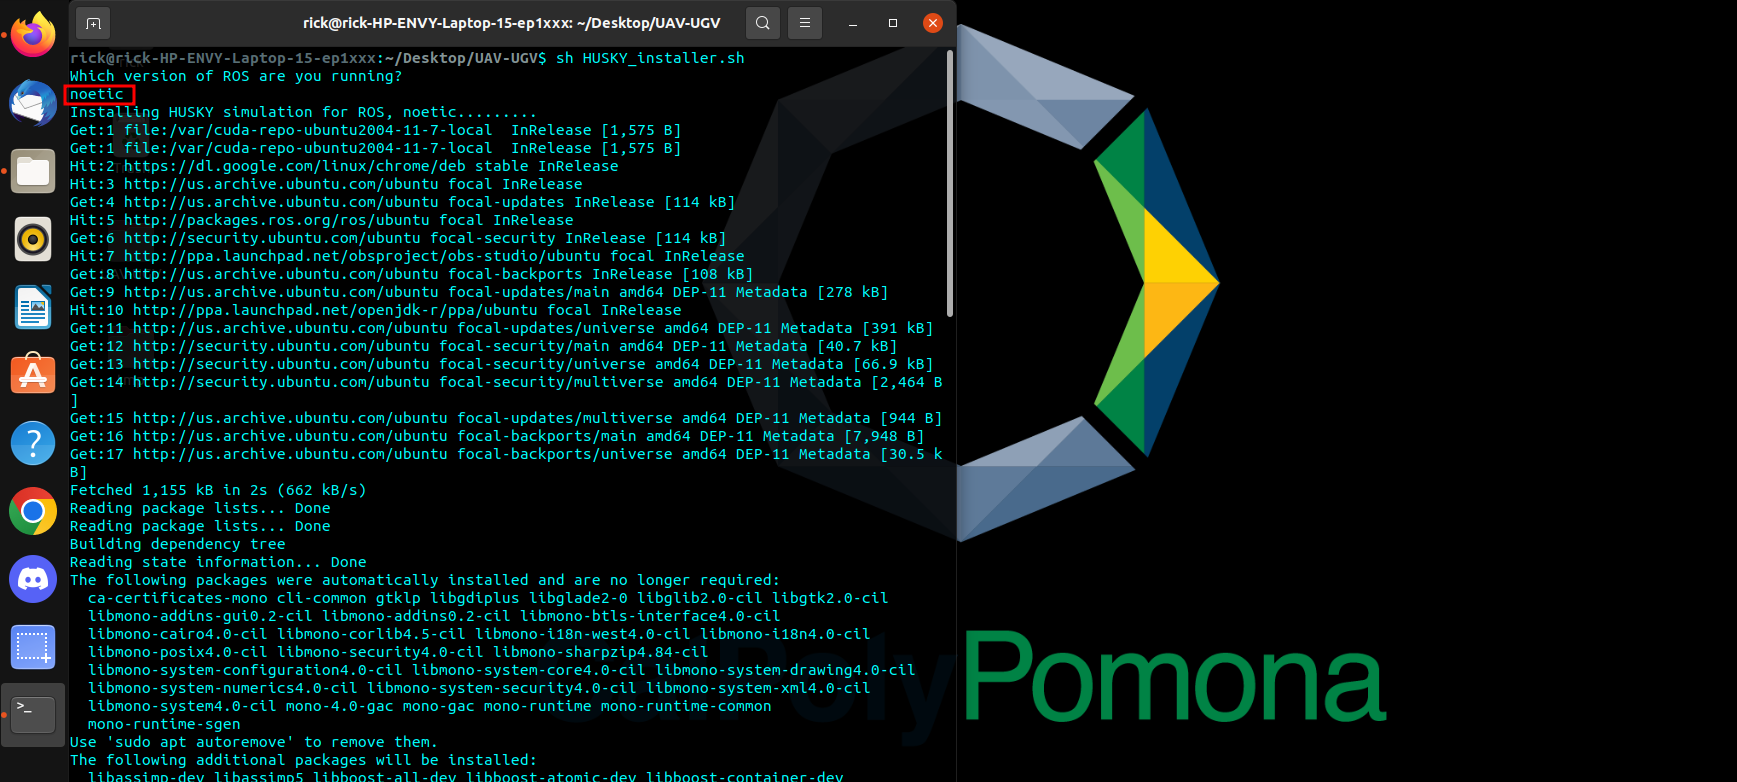 rick@rick-HP-ENVY-Laptop-15-ep1xxx: ~/Desktop/UAV-UGV
rick@rick-HP-ENVY-Laptop-15-ep1xxx:~/Desktop/UAV-UGV$ sh HUSKY_installer.sh
Which version of ROS are you running?
noetic
Installing HUSKY simulation for ROS, noetic.........
Get:1 file:/var/cuda-repo-ubuntu2004-11-7-local  InRelease [1,575 B]
Get:1 file:/var/cuda-repo-ubuntu2004-11-7-local  InRelease [1,575 B]
Hit:2 https://dl.google.com/linux/chrome/deb stable InRelease
Hit:3 http://us.archive.ubuntu.com/ubuntu focal InRelease
Get:4 http://us.archive.ubuntu.com/ubuntu focal-updates InRelease [114 kB]
Hit:5 http://packages.ros.org/ros/ubuntu focal InRelease
Get:6 http://security.ubuntu.com/ubuntu focal-security InRelease [114 kB]
Hit:7 http://ppa.launchpad.net/obsproject/obs-studio/ubuntu focal InRelease
Get:8 http://us.archive.ubuntu.com/ubuntu focal-backports InRelease [108 kB]
Get:9 http://us.archive.ubuntu.com/ubuntu focal-updates/main amd64 DEP-11 Metadata [278 kB]
Hit:10 http://ppa.launchpad.net/openjdk-r/ppa/ubuntu focal InRelease
Get:11 http://us.archive.ubuntu.com/ubuntu focal-updates/universe amd64 DEP-11 Metadata [391 kB]
Get:12 http://security.ubuntu.com/ubuntu focal-security/main amd64 DEP-11 Metadata [40.7 kB]
Get:13 http://security.ubuntu.com/ubuntu focal-security/universe amd64 DEP-11 Metadata [66.9 kB]
Get:14 http://security.ubuntu.com/ubuntu focal-security/multiverse amd64 DEP-11 Metadata [2,464 B
]
Get:15 http://us.archive.ubuntu.com/ubuntu focal-updates/multiverse amd64 DEP-11 Metadata [944 B]
Get:16 http://us.archive.ubuntu.com/ubuntu focal-backports/main amd64 DEP-11 Metadata [7,948 B]
Get:17 http://us.archive.ubuntu.com/ubuntu focal-backports/universe amd64 DEP-11 Metadata [30.5 k
B]
Fetched 1,155 kB in 2s (662 kB/s)
Reading package lists... Done
Reading package lists... Done
Building dependency tree
Reading state information... Done
The following packages were automatically installed and are no longer required:
  ca-certificates-mono cli-common gtklp libgdiplus libglade2-0 libglib2.0-cil libgtk2.0-cil
  libmono-addins-gui0.2-cil libmono-addins0.2-cil libmono-btls-interface4.0-cil
  libmono-cairo4.0-cil libmono-corlib4.5-cil libmono-i18n-west4.0-cil libmono-i18n4.0-cil
  libmono-posix4.0-cil libmono-security4.0-cil libmono-sharpzip4.84-cil
  libmono-system-configuration4.0-cil libmono-system-core4.0-cil libmono-system-drawing4.0-cil
  libmono-system-numerics4.0-cil libmono-system-security4.0-cil libmono-system-xml4.0-cil
  libmono-system4.0-cil mono-4.0-gac mono-gac mono-runtime mono-runtime-common
  mono-runtime-sgen
Use 'sudo apt autoremove' to remove them.
The following additional packages will be installed:
  libassimp-dev libassimp5 libboost-all-dev libboost-atomic-dev libboost-container-dev
PolyPomona